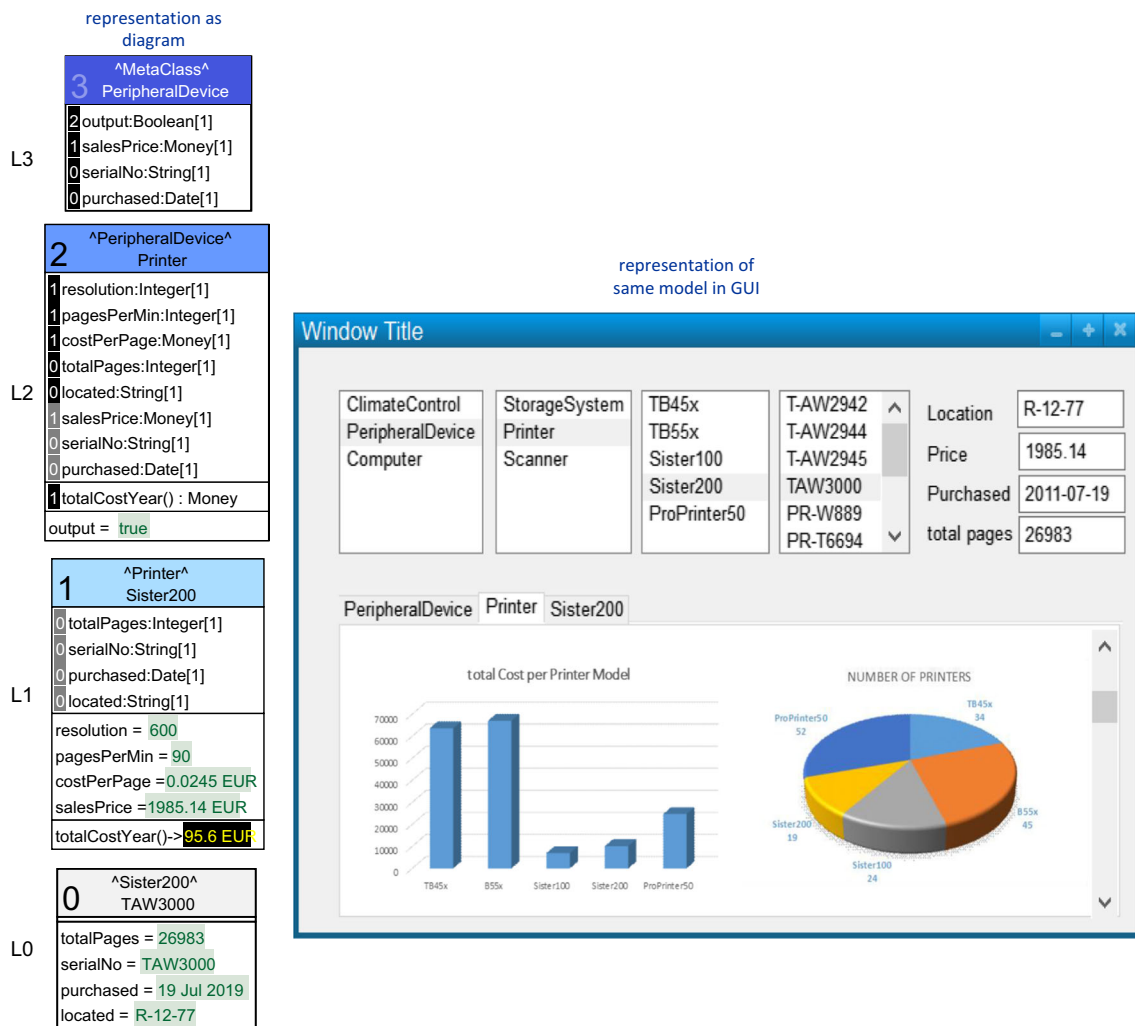 representation as
diagram
^MetaClass^
3 PeripheralDevice
2 output:Boolean[1]
1 salesPrice:Money[1]
0 serialNo:String[1]
0 purchased:Date[1]
L3
^PeripheralDevice^
2 Printer
1 resolution:Integer[1]
1 pagesPerMin:Integer[1]
1 costPerPage:Money[1]
0 totalPages:Integer[1]
0 located:String[1]
1 salesPrice:Money[1]
0 serialNo:String[1]
0 purchased:Date[1]
1 totalCostYear() : Money
output = true
L2
^Printer^
1 Sister200
0 totalPages:Integer[1]
0 serialNo:String[1]
0 purchased:Date[1]
0 located:String[1]
resolution = 600
pagesPerMin = 90
costPerPage =0.0245 EUR
salesPrice =1985.14 EUR
totalCostYear()->95.6 EUR
L1
^Sister200^
0 TAW3000
totalPages = 26983
serialNo = TAW3000
purchased = 19 Jul 2019
located = R-12-77
L0
representation of
same model in GUI
Window Title
ClimateControl
PeripheralDevice
Computer
StorageSystem
Printer
Scanner
TB45x
TB55x
Sister100
Sister200
ProPrinter50
T-AW2942
T-AW2944
T-AW2945
TAW3000
PR-W889
PR-T6694
Location R-12-77
Price 1985.14
Purchased 2011-07-19
total pages 26983
PeripheralDevice Printer Sister200
total Cost per Printer Model
70000
60000
50000
40000
30000
20000
10000
0
TB45x B55x Sister100 Sister200 ProPrinter50
NUMBER OF PRINTERS
TB45x
34
B55x
45
Sister100
24
Sister200
19
ProPrinter50
52